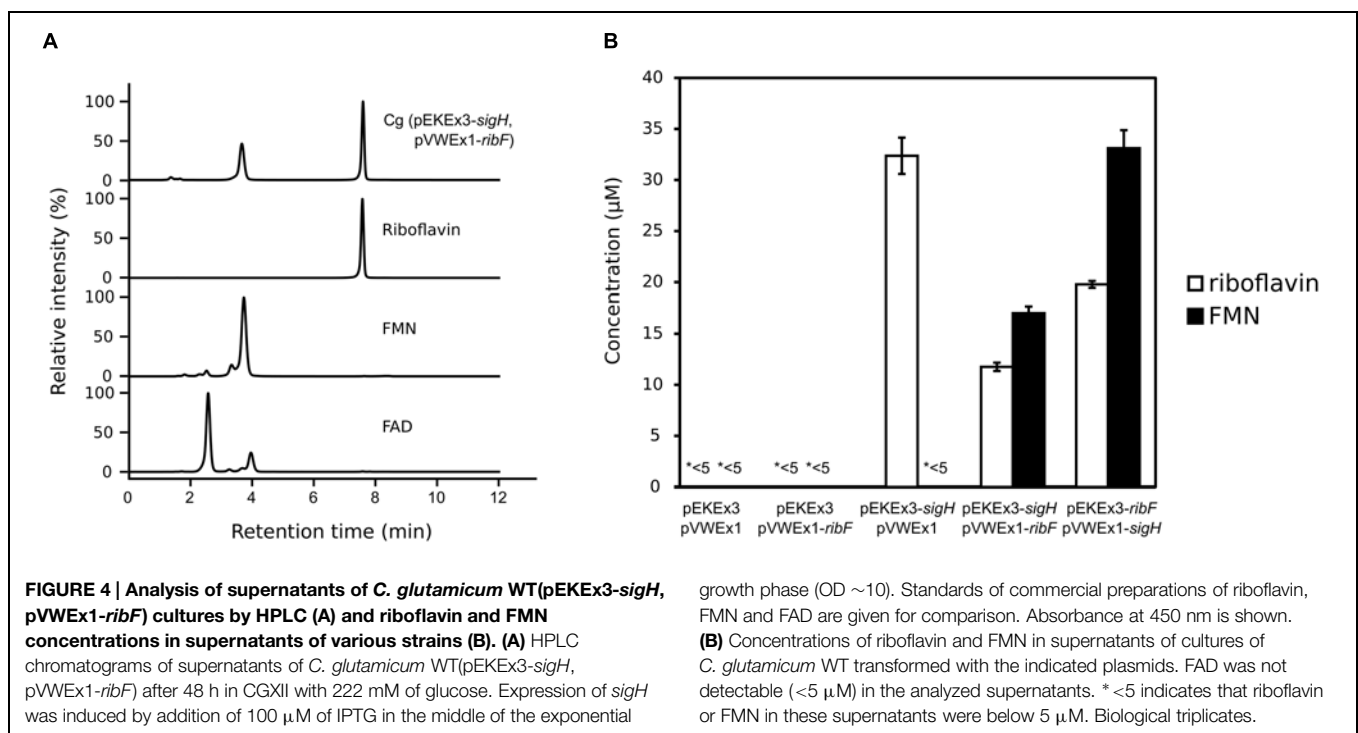 A
100
50
0
Cg (pEKEx3-sigH,
pVWEx1-ribF)
100
50
0
Riboflavin
100
50
0
FMN
100
50
0
FAD
Relative intensity (%)
0 2 4 6 8 10 12
Retention time (min)
B
40
35
30
25
20
15
10
5
0
Concentration (µM)
*<5 *<5 *<5 *<5 *<5
pEKEx3 pEKEx3 pEKEx3-sigH pEKEx3-sigH pEKEx3-ribF
pVWEx1 pVWEx1-ribF pVWEx1 pVWEx1-ribF pVWEx1-sigH
riboflavin
FMN
FIGURE 4 | Analysis of supernatants of C. glutamicum WT(pEKEx3-sigH,
pVWEx1-ribF) cultures by HPLC (A) and riboflavin and FMN
concentrations in supernatants of various strains (B). (A) HPLC
chromatograms of supernatants of C. glutamicum WT(pEKEx3-sigH,
pVWEx1-ribF) after 48 h in CGXII with 222 mM of glucose. Expression of sigH
was induced by addition of 100 µM of IPTG in the middle of the exponential
growth phase (OD ∼10). Standards of commercial preparations of riboflavin,
FMN and FAD are given for comparison. Absorbance at 450 nm is shown.
(B) Concentrations of riboflavin and FMN in supernatants of cultures of
C. glutamicum WT transformed with the indicated plasmids. FAD was not
detectable (<5 µM) in the analyzed supernatants. *<5 indicates that riboflavin
or FMN in these supernatants were below 5 µM. Biological triplicates.